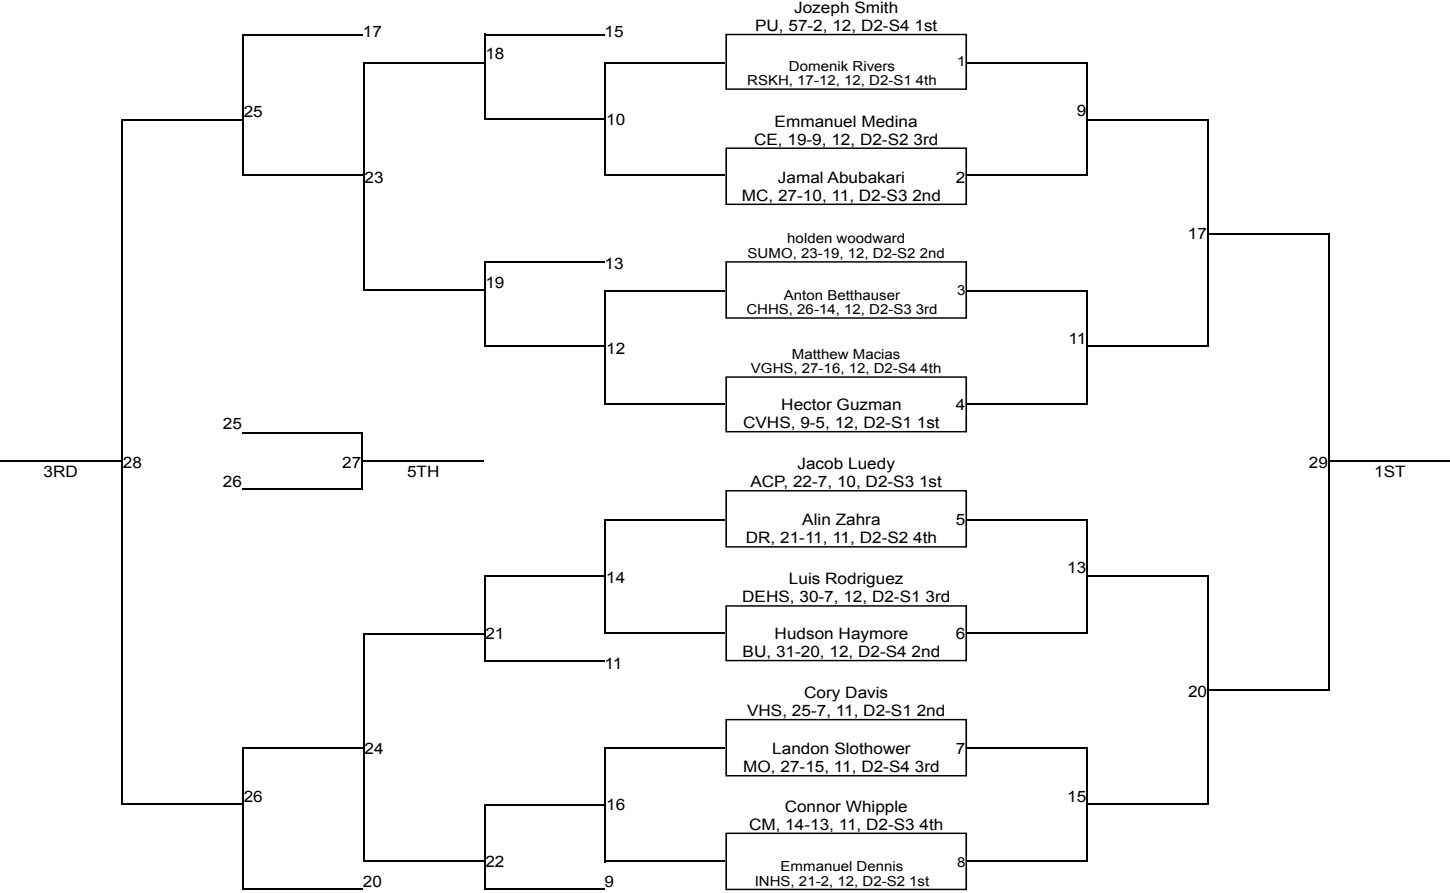 Jozeph Smith
PU, 57-2, 12, D2-S4 1st
17
15
18
Domenik Rivers
1
RSKH, 17-12, 12, D2-S1 4th
25
9
10
Emmanuel Medina
CE, 19-9, 12, D2-S2 3rd
23
Jamal Abubakari
2
MC, 27-10, 11, D2-S3 2nd
17
holden woodward
SUMO, 23-19, 12, D2-S2 2nd
13
19
Anton Betthauser
3
CHHS, 26-14, 12, D2-S3 3rd
11
12
Matthew Macias
VGHS, 27-16, 12, D2-S4 4th
Hector Guzman
4
CVHS, 9-5, 12, D2-S1 1st
25
3RD
28
27
5TH
29
1ST
26
Jacob Luedy
ACP, 22-7, 10, D2-S3 1st
Alin Zahra
5
DR, 21-11, 11, D2-S2 4th
13
14
Luis Rodriguez
DEHS, 30-7, 12, D2-S1 3rd
21
Hudson Haymore
6
BU, 31-20, 12, D2-S4 2nd
11
20
Cory Davis
VHS, 25-7, 11, D2-S1 2nd
24
Landon Slothower
7
MO, 27-15, 11, D2-S4 3rd
26
15
16
Connor Whipple
CM, 14-13, 11, D2-S3 4th
22
Emmanuel Dennis
8
INHS, 21-2, 12, D2-S2 1st
20
9